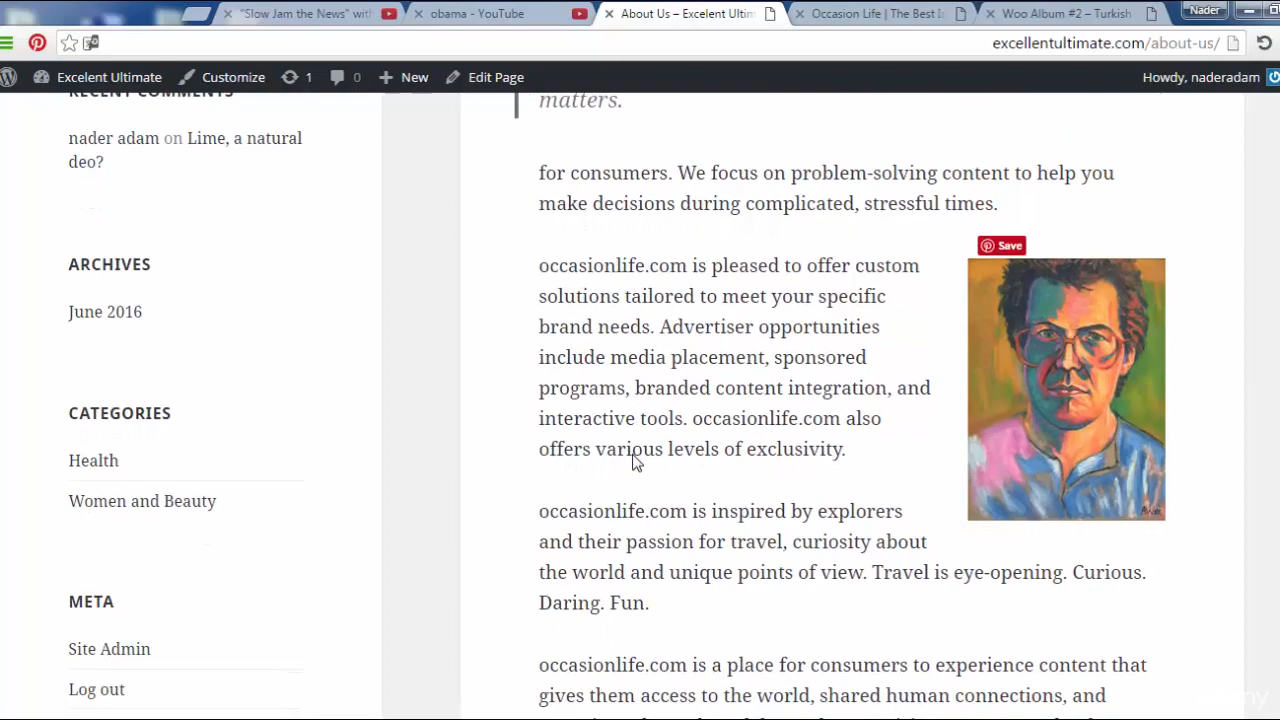 "Slow Jam the News" with
obama - YouTube
About Us – Excelent Ultim
Occasion Life | The Best I
Woo Album #2 – Turkish
Nader
excellentultimate.com/about-us/
Excelent Ultimate
Customize
1
0
New
Edit Page
Howdy, naderadam
RECENT COMMENTS
nader adam on Lime, a natural
deo?
ARCHIVES
June 2016
CATEGORIES
Health
Women and Beauty
META
Site Admin
Log out
matters.
for consumers. We focus on problem-solving content to help you
make decisions during complicated, stressful times.
Save
occasionlife.com is pleased to offer custom
solutions tailored to meet your specific
brand needs. Advertiser opportunities
include media placement, sponsored
programs, branded content integration, and
interactive tools. occasionlife.com also
offers various levels of exclusivity.
occasionlife.com is inspired by explorers
and their passion for travel, curiosity about
the world and unique points of view. Travel is eye-opening. Curious.
Daring. Fun.
occasionlife.com is a place for consumers to experience content that
gives them access to the world, shared human connections, and